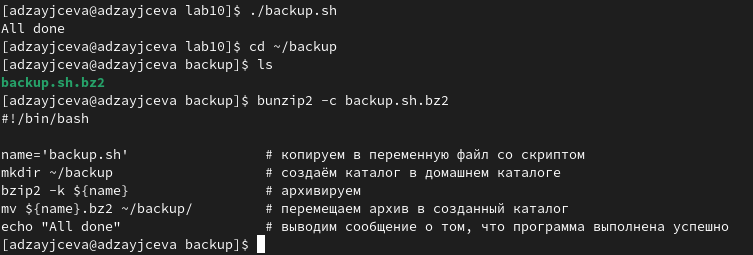 [adzayjceva@adzayjceva lab10]$ ./backup.sh
All done
[adzayjceva@adzayjceva lab10]$ cd ~/backup
[adzayjceva@adzayjceva backup]$ ls
backup.sh.bz2
[adzayjceva@adzayjceva backup]$ bunzip2 -c backup.sh.bz2
#!/bin/bash

name='backup.sh' # копируем в переменную файл со скриптом
mkdir ~/backup # создаём каталог в домашнем каталоге
bzip2 -k ${name} # архивируем
mv ${name}.bz2 ~/backup/ # перемещаем архив в созданный каталог
echo "All done" # выводим сообщение о том, что программа выполнена успешно
[adzayjceva@adzayjceva backup]$